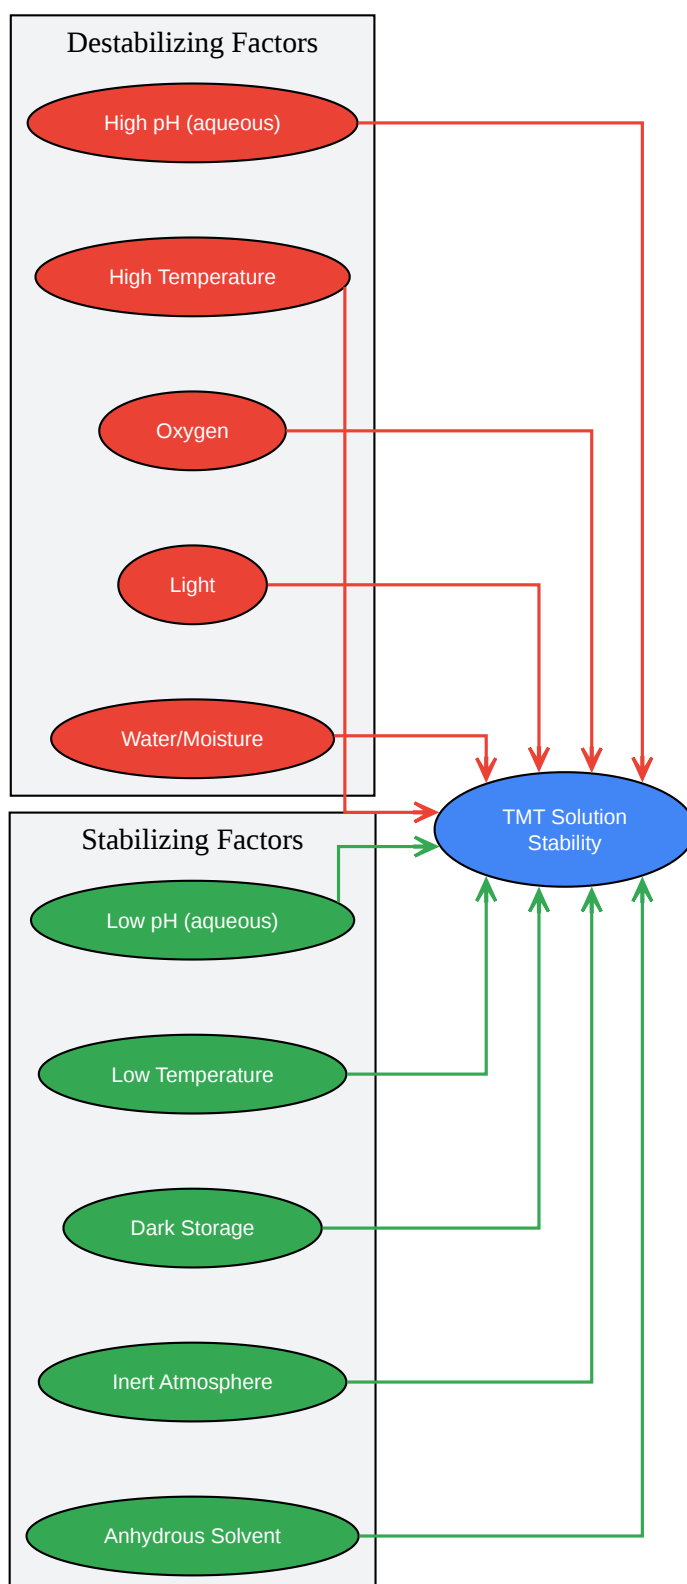 Destabilizing Factors
High pH (aqueous)
High Temperature
Oxygen
Light
Water/Moisture
TMT Solution
Stability
Stabilizing Factors
Low pH (aqueous)
Low Temperature
Dark Storage
Inert Atmosphere
Anhydrous Solvent